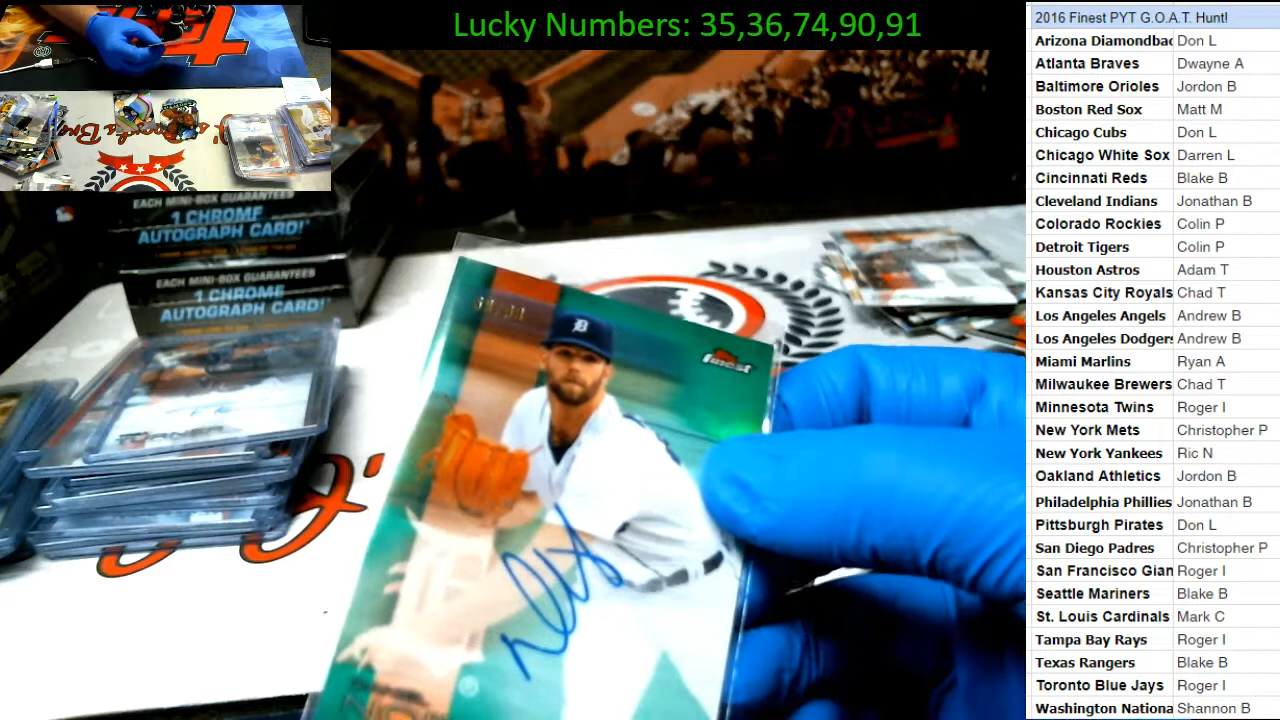 Lucky Numbers: 35,36,74,90,91
EACH MINI-BOX GUARANTEES
1 CHROME
AUTOGRAPH CARD!
EACH MINI-BOX GUARANTEES
1 CHROME
AUTOGRAPH CARD!
finest
D
2016 Finest PYT G.O.A.T. Hunt!
Arizona Diamondbac Don L
Atlanta Braves Dwayne A
Baltimore Orioles Jordon B
Boston Red Sox Matt M
Chicago Cubs Don L
Chicago White Sox Darren L
Cincinnati Reds Blake B
Cleveland Indians Jonathan B
Colorado Rockies Colin P
Detroit Tigers Colin P
Houston Astros Adam T
Kansas City Royals Chad T
Los Angeles Angels Andrew B
Los Angeles Dodgers Andrew B
Miami Marlins Ryan A
Milwaukee Brewers Chad T
Minnesota Twins Roger I
New York Mets Christopher P
New York Yankees Ric N
Oakland Athletics Jordon B
Philadelphia Phillies Jonathan B
Pittsburgh Pirates Don L
San Diego Padres Christopher P
San Francisco Gian Roger I
Seattle Mariners Blake B
St. Louis Cardinals Mark C
Tampa Bay Rays Roger I
Texas Rangers Blake B
Toronto Blue Jays Roger I
Washington Nationa Shannon B